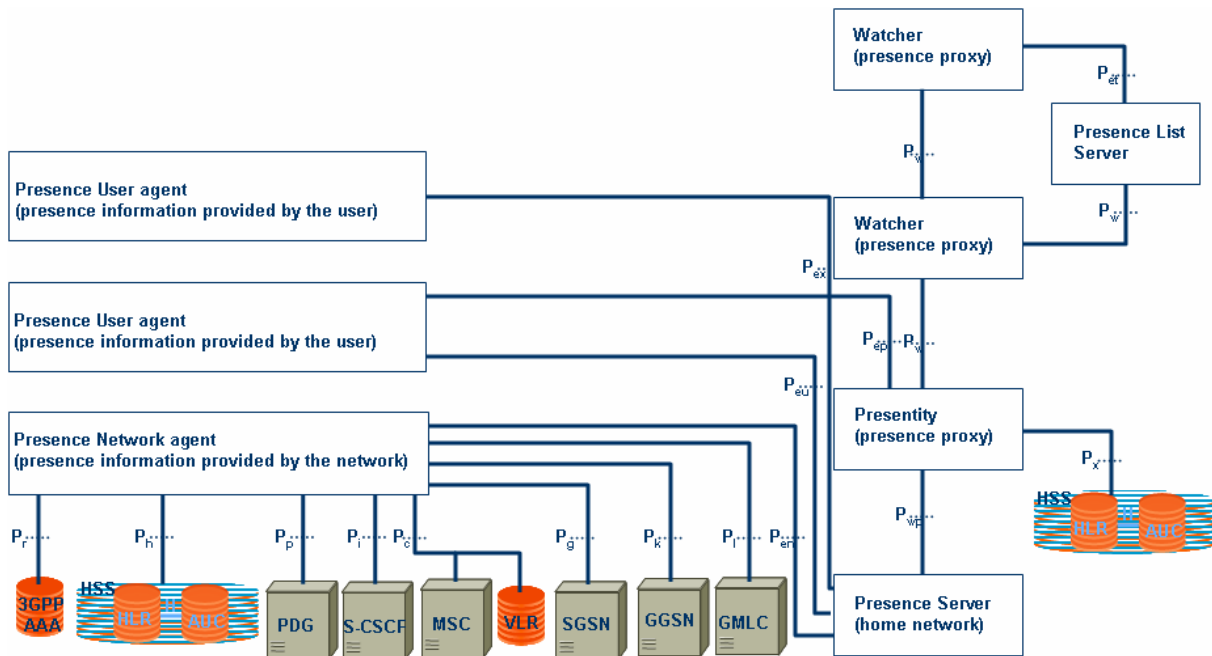 Watcher
(presence proxy)
Pet
Presence List
Server
Pw
Presence User agent
(presence information provided by the user)
Pw
Watcher
(presence proxy)
Pex
Presence User agent
(presence information provided by the user)
Pep
Pw
Peu
Presence Network agent
(presence information provided by the network)
Presentity
(presence proxy)
Px
HSS
HLR
AUC
Pwp
Pr
Ph
Pp
Pi
Pc
Pg
Pk
Pl
Pen
3GPP
AAA
HSS
HLR
AUC
PDG
S-CSCF
MSC
VLR
SGSN
GGSN
GMLC
Presence Server
(home network)